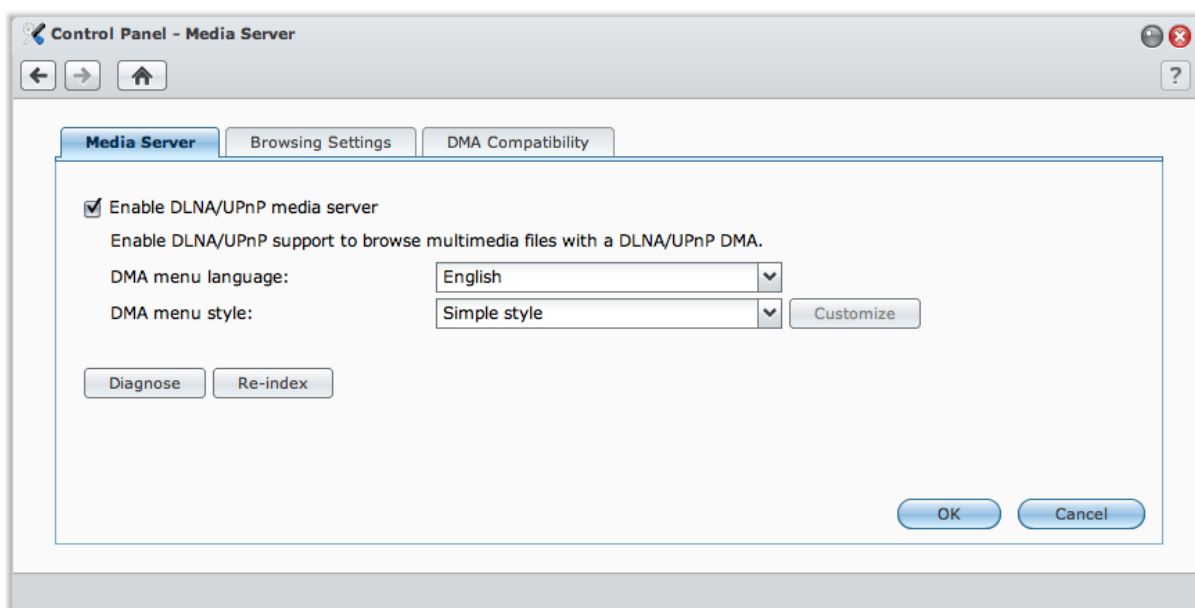 Control Panel - Media Server
?
Media Server Browsing Settings DMA Compatibility
Enable DLNA/UPnP media server
Enable DLNA/UPnP support to browse multimedia files with a DLNA/UPnP DMA.
DMA menu language: English
DMA menu style: Simple style Customize
Diagnose Re-index
OK Cancel